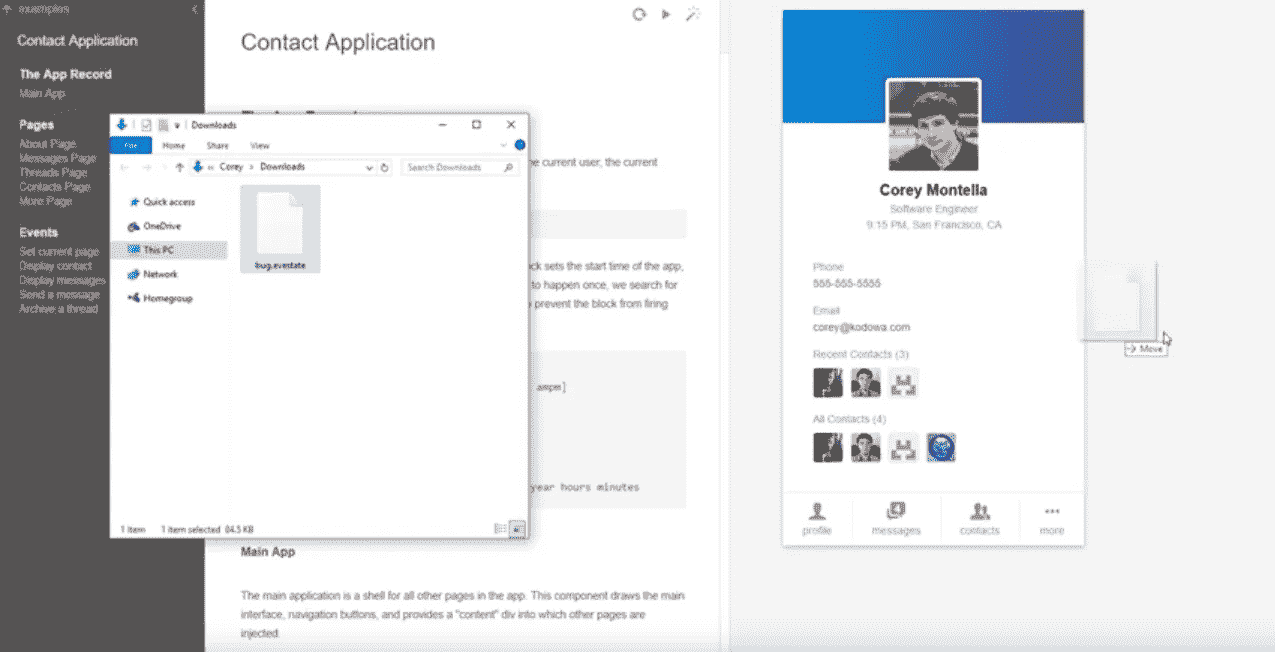 examples
Contact Application
The App Record
Main App
Pages
About Page
Messages Page
Threads Page
Contacts Page
More Page
Events
Set current page
Display contact
Display messages
Send a message
Archive a thread
Contact Application
the current user, the current
ck sets the start time of the app,
to happen once, we search for
prevent the block from firing
ampm]
year hours minutes
Main App
The main application is a shell for all other pages in the app. This component draws the main
interface, navigation buttons, and provides a "content" div into which other pages are
injected.
Downloads
File Home Share View
Corey > Downloads
Search Downloads
Quick access
OneDrive
This PC
Network
Homegroup
bug.evestate
1 item 1 item selected 84.5 KB
Corey Montella
Software Engineer
9:15 PM, San Francisco, CA
Phone
555-555-5555
Email
corey@kodowa.com
Recent Contacts (3)
All Contacts (4)
profile messages contacts more
Move